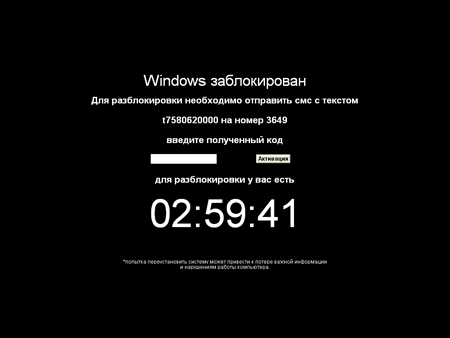 Windows заблокирован
Для разблокировки необходимо отправить смс с текстом
t7580620000 на номер 3649
введите полученный код
Активация
для разблокировки у вас есть
02:59:41
*попытка переустановить систему может привести к потере важной информации
и нарушениям работы компьютера.